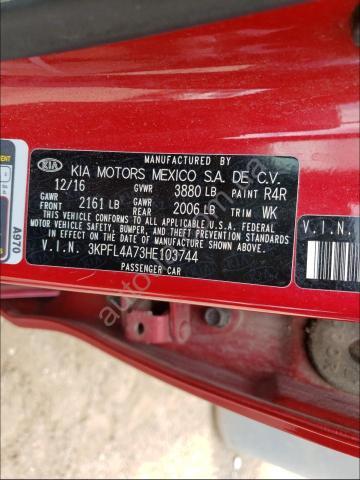 MANUFACTURED BY
KIA KIA MOTORS MEXICO S.A. DE C.V.
12/16 GVWR 3880 LB PAINT R4R
GAWR FRONT 2161 LB GAWR REAR 2006 LB TRIM WK
THIS VEHICLE CONFORMS TO ALL APPLICABLE U.S.A. FEDERAL
MOTOR VEHICLE SAFETY, BUMPER, AND THEFT PREVENTION
STANDARDS IN EFFECT ON THE DATE OF MANUFACTURE SHOWN ABOVE.
V.I.N. 3KPFL4A73HE103744
PASSENGER CAR
A970
V.I.N.